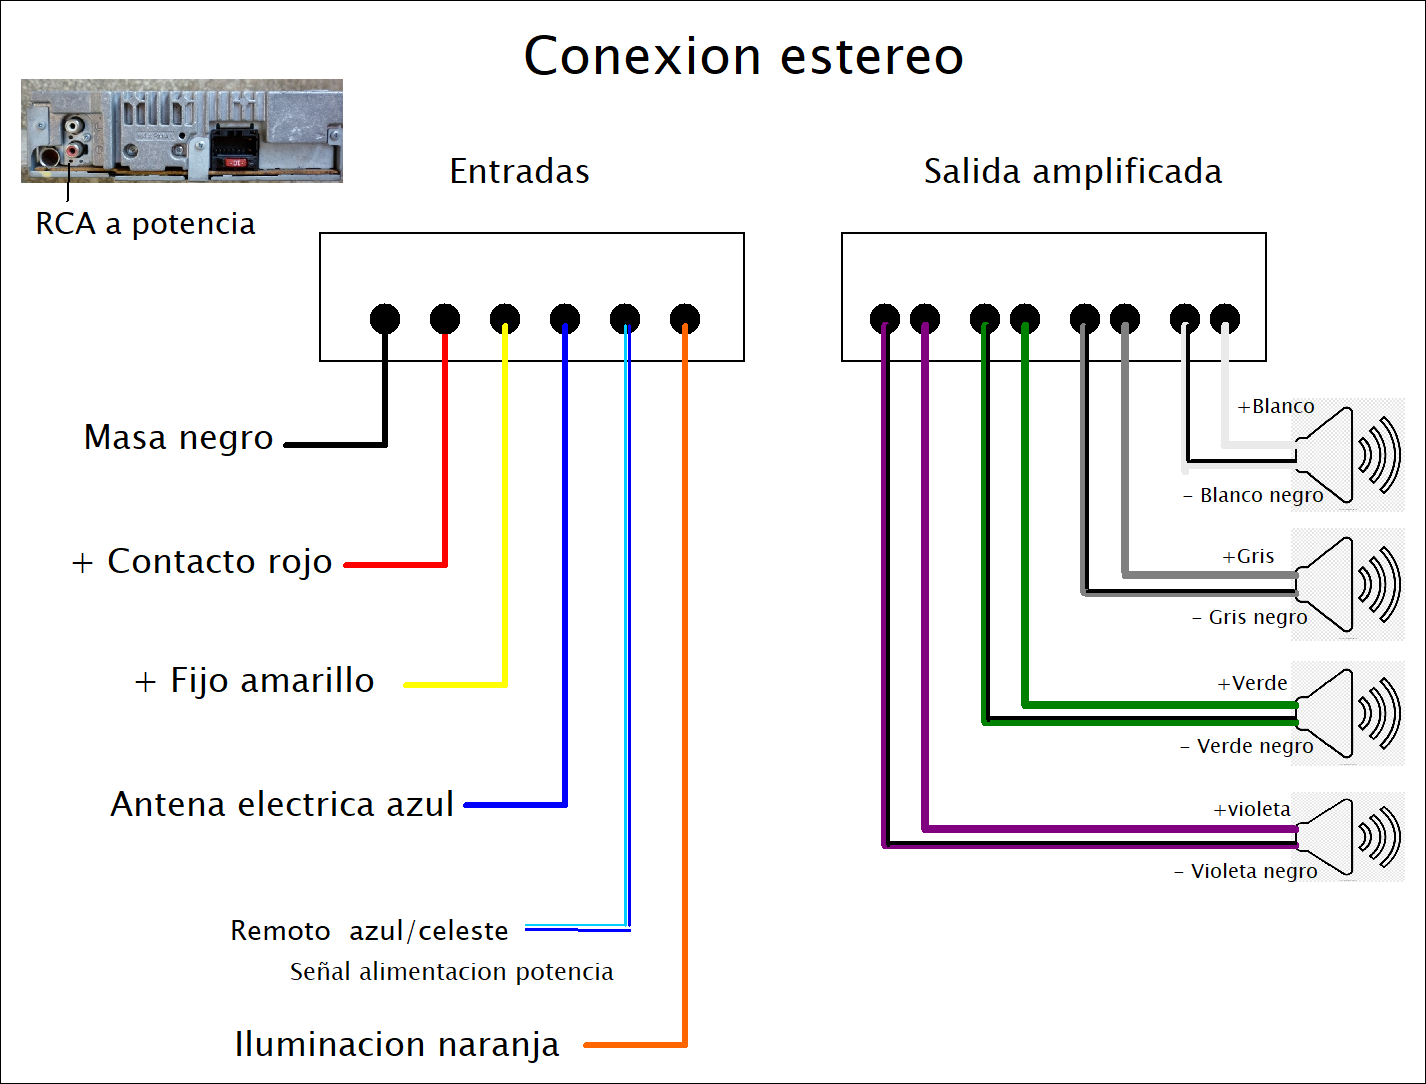 Conexion estereo
RCA a potencia
Entradas
Salida amplificada
Masa negro
+ Contacto rojo
+ Fijo amarillo
Antena electrica azul
Remoto azul/celeste
Señal alimentacion potencia
Iluminacion naranja
+Blanco
- Blanco negro
+Gris
- Gris negro
+Verde
- Verde negro
+violeta
- Violeta negro